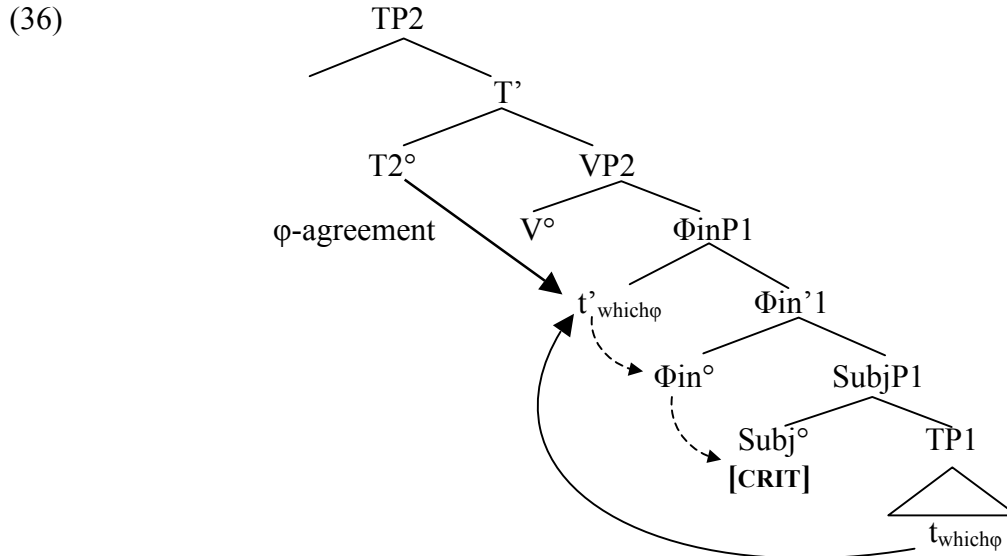 (36)
TP2
T’
T2° VP2
φ-agreement V° ΦinP1
t’whichφ Φin’1
Φin° SubjP1
Subj° TP1
[CRIT]
twhichφ